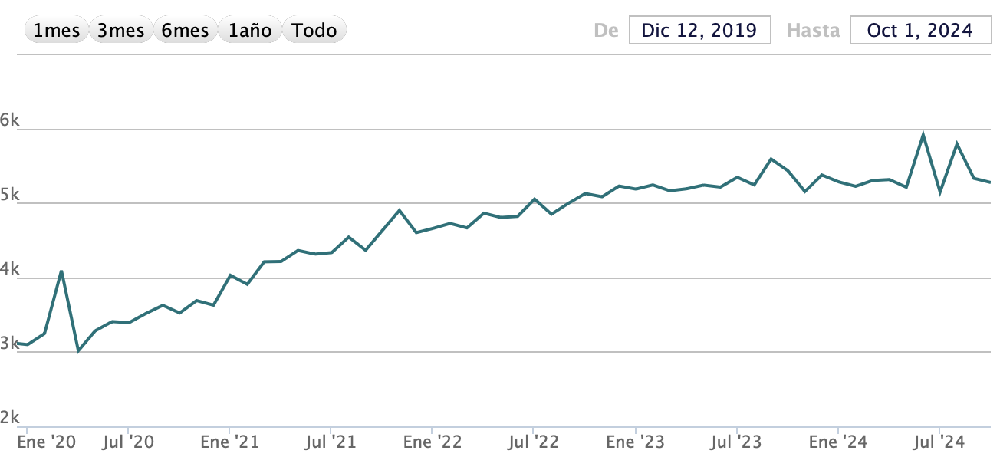 1mes 3mes 6mes 1año Todo De Dic 12, 2019 Hasta Oct 1, 2024
6k
5k
4k
3k
2k
Ene '20 Jul '20 Ene '21 Jul '21 Ene '22 Jul '22 Ene '23 Jul '23 Ene '24 Jul '24